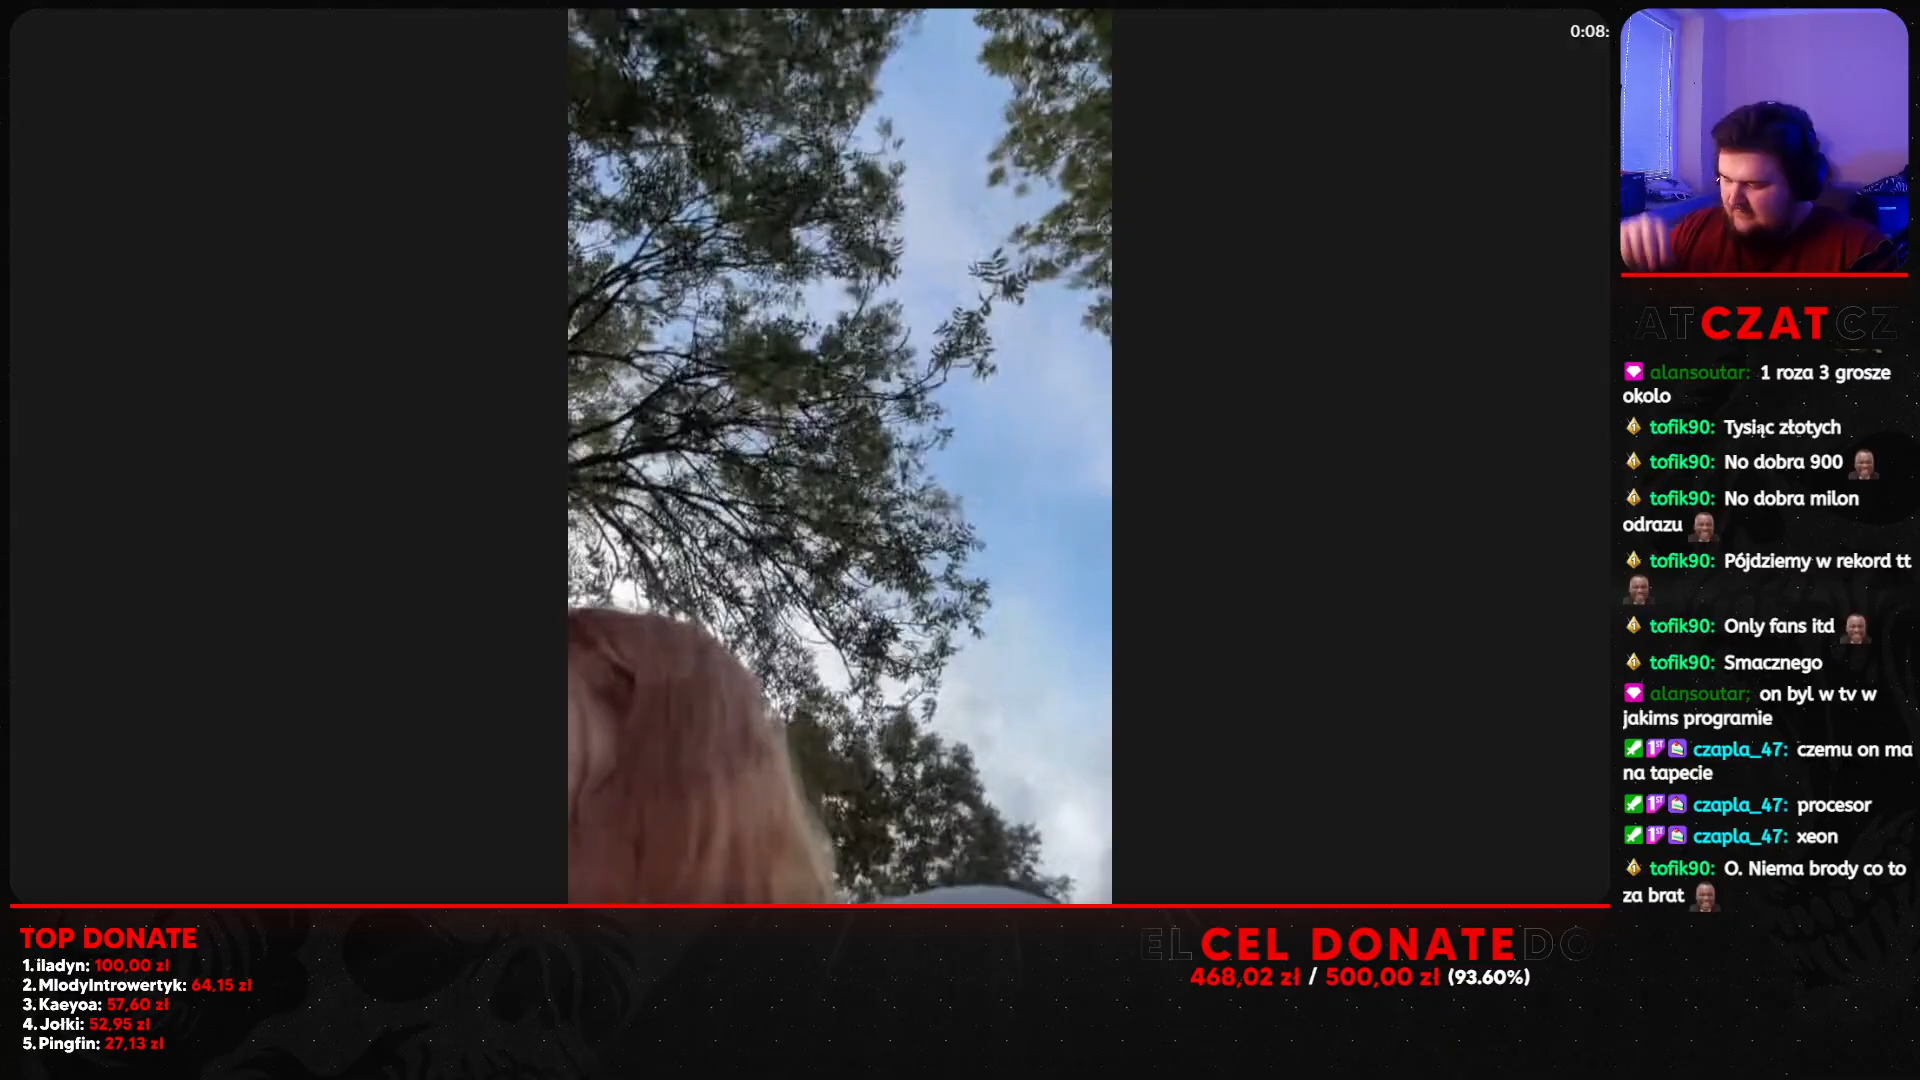 0:08:
AT CZAT CZ
alansoutar: 1 roza 3 grosze
okolo
tofik90: Tysiąc złotych
tofik90: No dobra 900
tofik90: No dobra milon
odrazu
tofik90: Pójdziemy w rekord tt
tofik90: Only fans itd
tofik90: Smacznego
alansoutar: on byl w tv w
jakims programie
czapla_47: czemu on ma
na tapecie
czapla_47: procesor
czapla_47: xeon
tofik90: O. Niema brody co to
za brat
TOP DONATE
1. iladyn: 100,00 zł
2. MlodyIntrowertyk: 64,15 zł
3. Kaeyoa: 57,60 zł
4. Jołki: 52,95 zł
5. Pingfin: 27,13 zł
EL CEL DONATE DO
468,02 zł / 500,00 zł (93.60%)